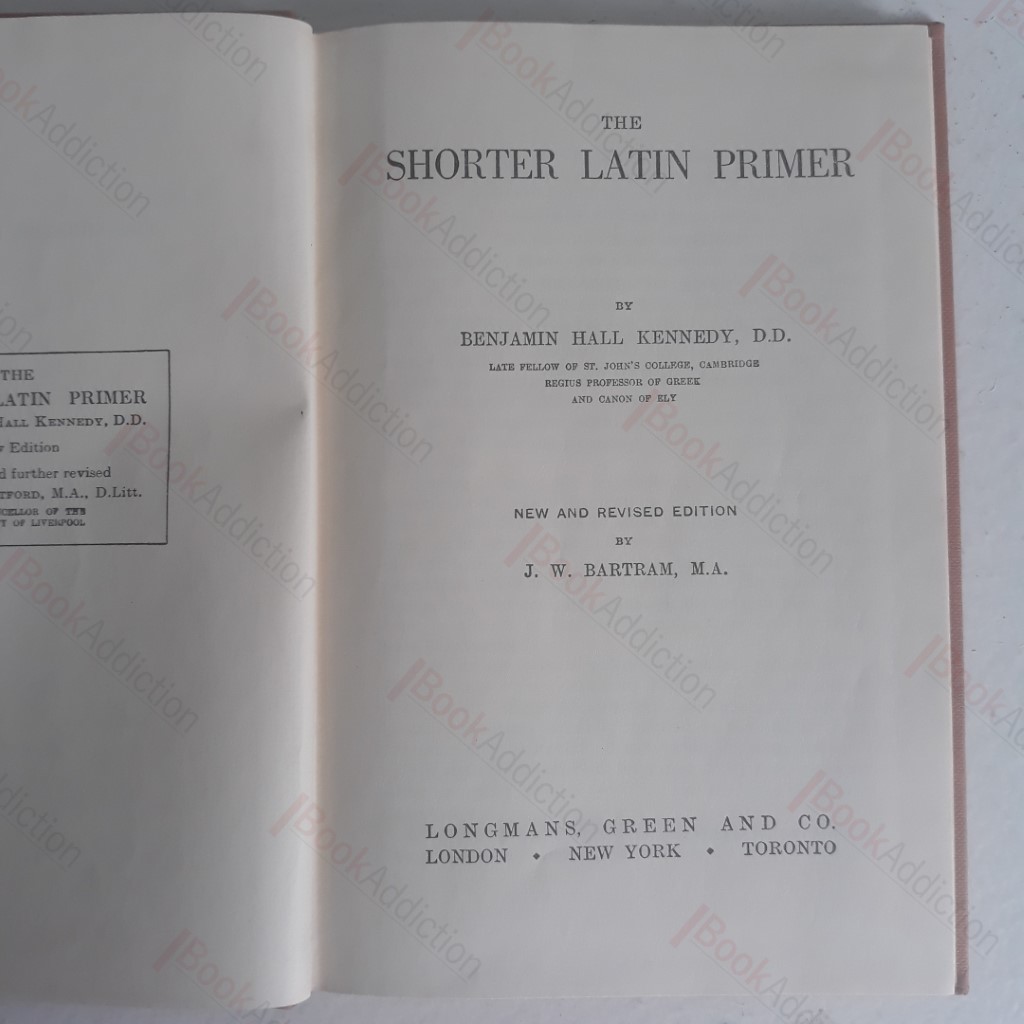 THE
LATIN PRIMER
HALL KENNEDY, D.D.
Edition
further revised
M.A., D.Litt.
OF THE
OF LIVERPOOL
THE
SHORTER LATIN PRIMER
BY
BENJAMIN HALL KENNEDY, D.D.
LATE FELLOW OF ST. JOHN'S COLLEGE, CAMBRIDGE
REGIUS PROFESSOR OF GREEK
AND CANON OF ELY
NEW AND REVISED EDITION
BY
J. W. BARTRAM, M.A.
LONGMANS, GREEN AND CO.
LONDON ◆ NEW YORK ◆ TORONTO
BookAddiction